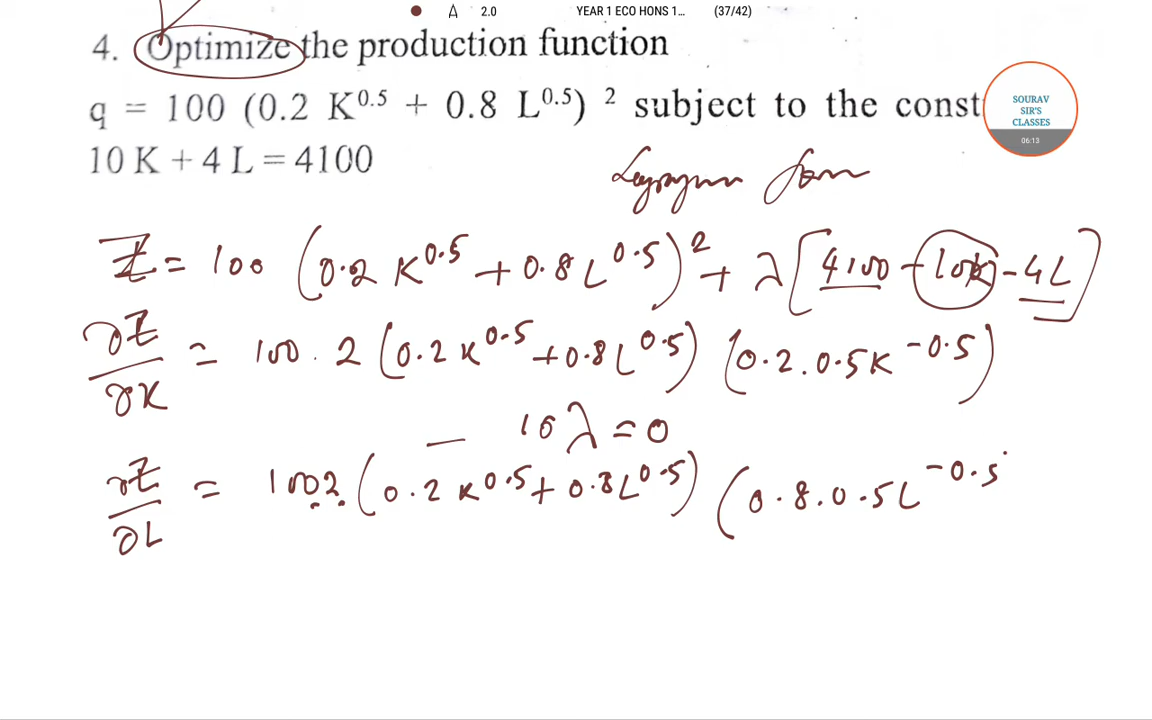 2.0 YEAR 1 ECO HONS 1... (37/42)
4. Optimize the production function
q = 100 (0.2 K^0.5 + 0.8 L^0.5) ^2 subject to the const
10 K + 4 L = 4100
SOURAV
SIR'S
CLASSES
06:13
Z = 100 (0.2 K^0.5 + 0.8 L^0.5)^2 + λ [4100 - 10K - 4L]
∂Z/∂K = 100 . 2 (0.2 K^0.5 + 0.8 L^0.5) (0.2 . 0.5 K^-0.5)
— 10 λ = 0
∂Z/∂L = 100 2 (0.2 K^0.5 + 0.8 L^0.5) (0.8 . 0.5 L^-0.5